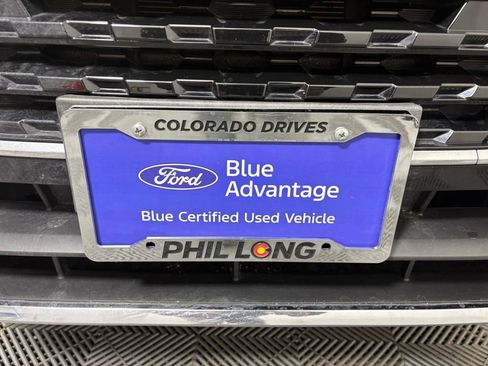 COLORADO DRIVES
Ford
Blue
Advantage
Blue Certified Used Vehicle
PHIL LONG